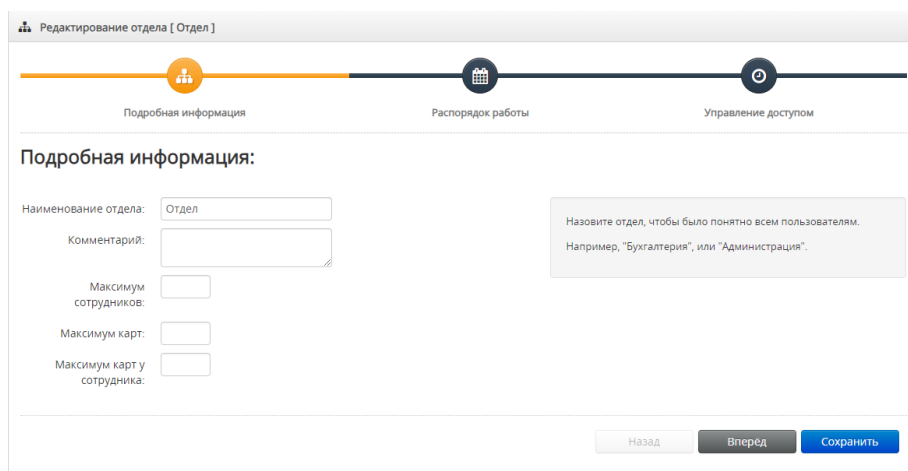 Редактирование отдела [ Отдел ]
Подробная информация
Распорядок работы
Управление доступом
Подробная информация:
Наименование отдела:
Отдел
Назовите отдел, чтобы было понятно всем пользователям.
Например, "Бухгалтерия", или "Администрация".
Комментарий:
Максимум
сотрудников:
Максимум карт:
Максимум карт у
сотрудника:
Назад
Вперёд
Сохранить